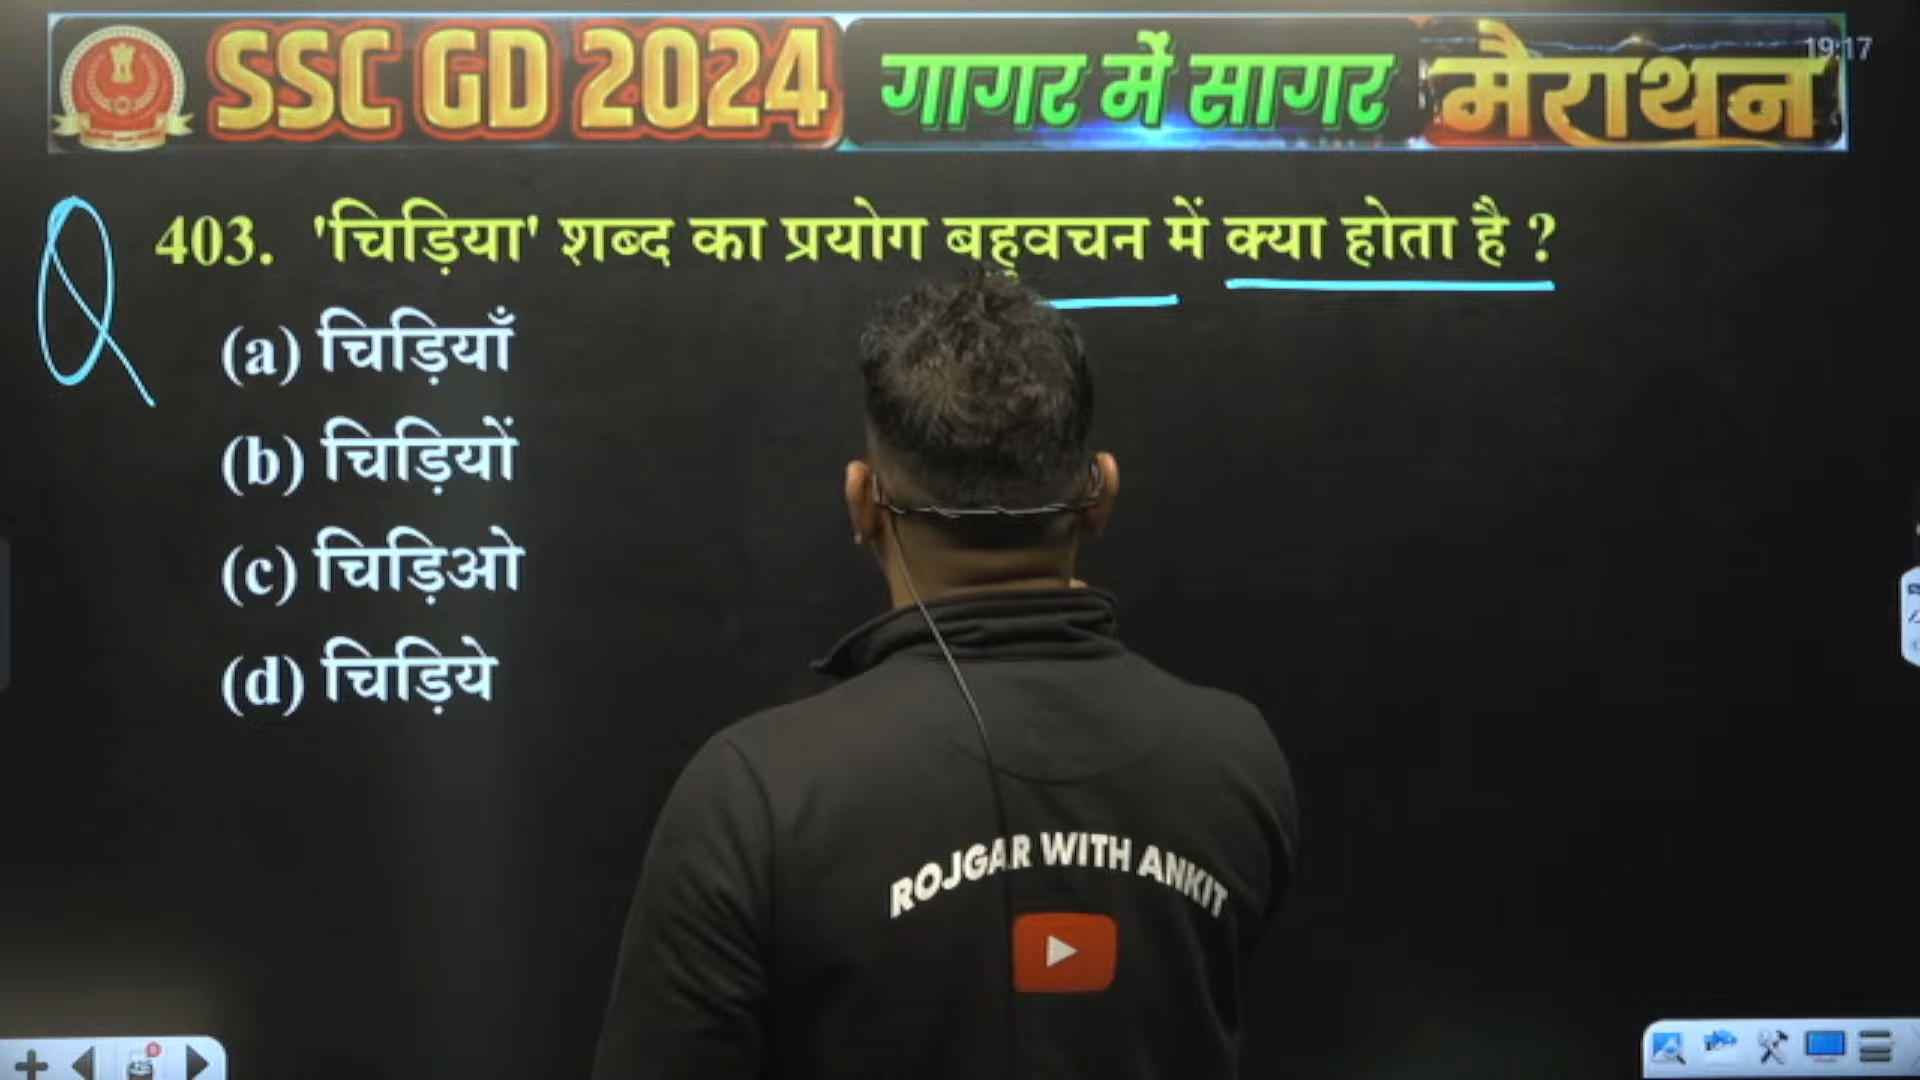 SSC GD 2024 गागर में सागर मैराथन
19:17
Q 403. 'चिड़िया' शब्द का प्रयोग बहुवचन में क्या होता है ?
(a) चिड़ियाँ
(b) चिड़ियों
(c) चिड़िओ
(d) चिड़िये
ROJGAR WITH ANKIT